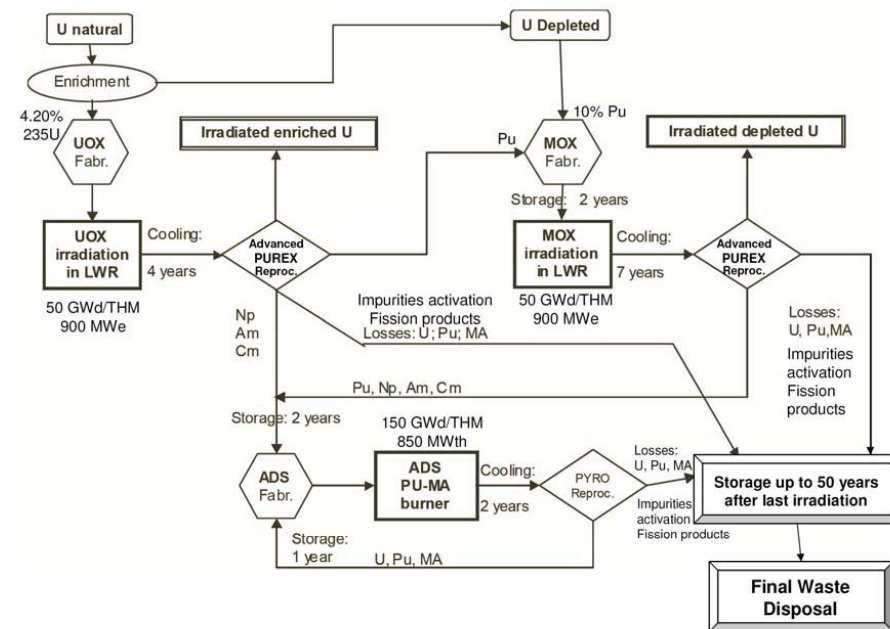 U natural
U Depleted
Enrichment
4.20%
235U
10% Pu
UOX
Fabr.
Irradiated enriched U
Pu
MOX
Fabr.
Irradiated depleted U
Storage: 2 years
UOX
irradiation
in LWR
Cooling:
4 years
Advanced
PUREX
Reproc.
MOX
irradiation
in LWR
Cooling:
7 years
Advanced
PUREX
Reproc.
50 GWd/THM
900 MWe
Np
Am
Cm
Impurities activation
Fission products
Losses: U; Pu; MA
50 GWd/THM
900 MWe
Losses:
U, Pu,MA
Impurities
activation
Fission
products
Pu, Np, Am, Cm
Storage: 2 years
150 GWd/THM
850 MWth
ADS
Fabr.
ADS
PU-MA
burner
Cooling:
2 years
PYRO
Reproc.
Losses:
U, Pu, MA
Impurities
activation
Fission products
Storage up to 50 years
after last irradiation
Storage:
1 year
U, Pu, MA
Final Waste
Disposal